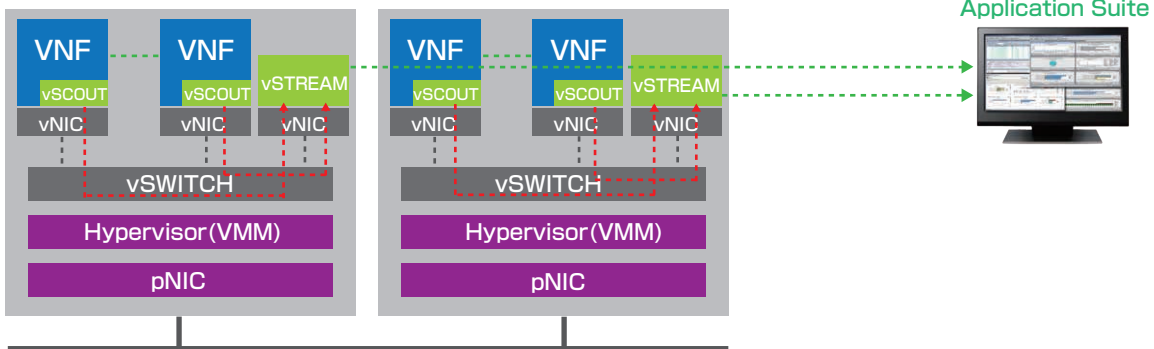 Application Suite
VNF
VNF
vSCOUT
vSCOUT
vSTREAM
vNIC
vNIC
vNIC
vSWITCH
Hypervisor(VMM)
pNIC
VNF
VNF
vSCOUT
vSCOUT
vSTREAM
vNIC
vNIC
vNIC
vSWITCH
Hypervisor(VMM)
pNIC